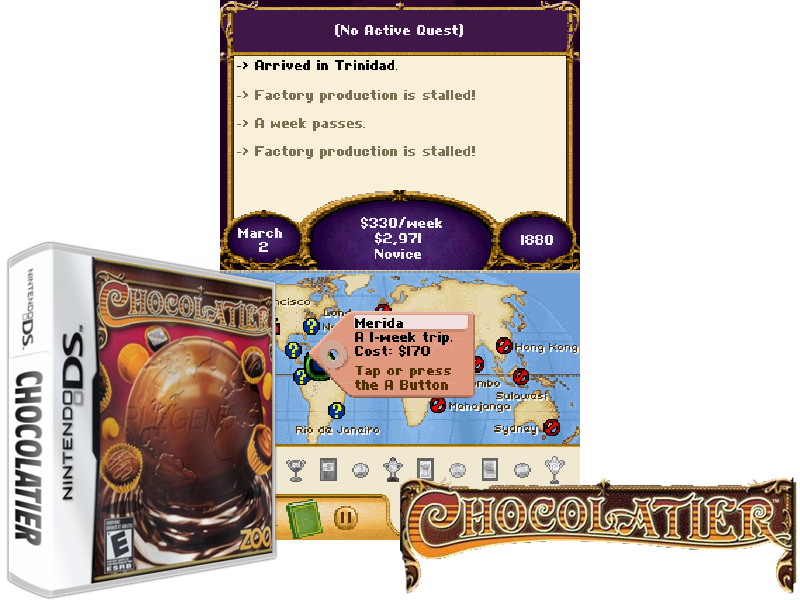 (No Active Quest)
-> Arrived in Trinidad.
-> Factory production is stalled!
-> A week passes.
-> Factory production is stalled!
March
2
$330/week
$2,971
Novice
1880
Merida
A 1-week trip.
Cost: $170
Tap or press
the A Button
Hong Kong
Mahajanga
Sulawesi
Rio de Janeiro
Sydney
NINTENDO DS
CHOCOLATIER
NINTENDO DS™
CHOCOLATIER
E
ESRB
ZOO
CHOCOLATIER™